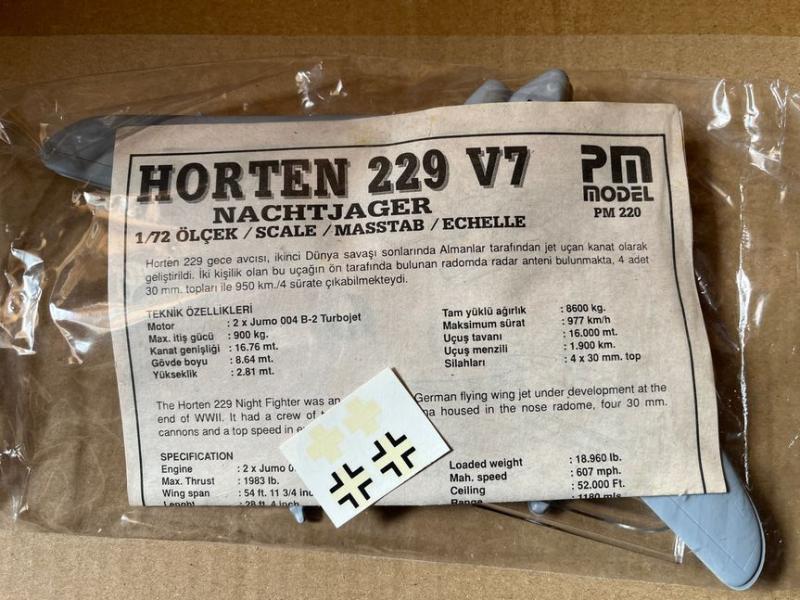 HORTEN 229 V7
NACHTJAGER
1/72 ÖLÇEK / SCALE / MASSTAB / ECHELLE
PM
MODEL
PM 220
Horten 229 gece avcısı, ikinci Dünya savaşı sonlarında Almanlar tarafından jet uçan kanat olarak
geliştirildi. İki kişilik olan bu uçağın ön tarafında bulunan radomda radar anteni bulunmakta, 4 adet
30 mm. topları ile 950 km./4 sürate çıkabilmekteydi.
TEKNİK ÖZELLİKLERİ
Motor : 2 x Jumo 004 B-2 Turbojet
Max. itiş gücü : 900 kg.
Kanat genişliği : 16.76 mt.
Gövde boyu : 8.64 mt.
Yükseklik : 2.81 mt.
Tam yüklü ağırlık : 8600 kg.
Maksimum sürat : 977 km/h
Uçuş tavanı : 16.000 mt.
Uçuş menzili : 1.900 km.
Silahları : 4 x 30 mm. top
The Horten 229 Night Fighter was an German flying wing jet under development at the
end of WWII. It had a crew of housed in the nose radome, four 30 mm.
cannons and a top speed in
SPECIFICATION
Engine : 2 x Jumo
Max. Thrust : 1983 lb.
Wing span : 54 ft. 11 3/4
Lenght : 28 ft. 4 inch
Loaded weight : 18.960 lb.
Mah. speed : 607 mph.
Ceiling : 52.000 Ft.
Range : 1180 mls